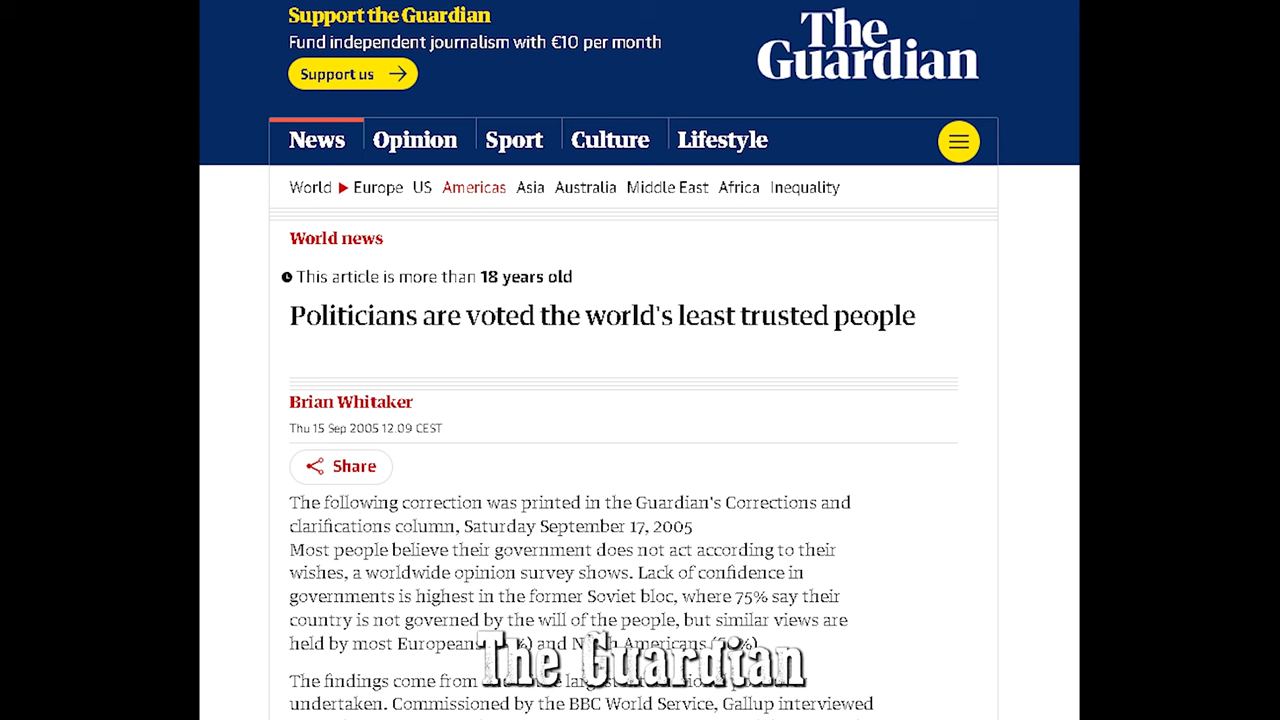 Support the Guardian
Fund independent journalism with €10 per month
Support us
The
Guardian
News Opinion Sport Culture Lifestyle
World Europe US Americas Asia Australia Middle East Africa Inequality
World news
This article is more than 18 years old
Politicians are voted the world's least trusted people
Brian Whitaker
Thu 15 Sep 2005 12.09 CEST
Share
The following correction was printed in the Guardian's Corrections and
clarifications column, Saturday September 17, 2005
Most people believe their government does not act according to their
wishes, a worldwide opinion survey shows. Lack of confidence in
governments is highest in the former Soviet bloc, where 75% say their
country is not governed by the will of the people, but similar views are
held by most Europeans and North Americans
The Guardian
The findings come from
undertaken. Commissioned by the BBC World Service, Gallup interviewed